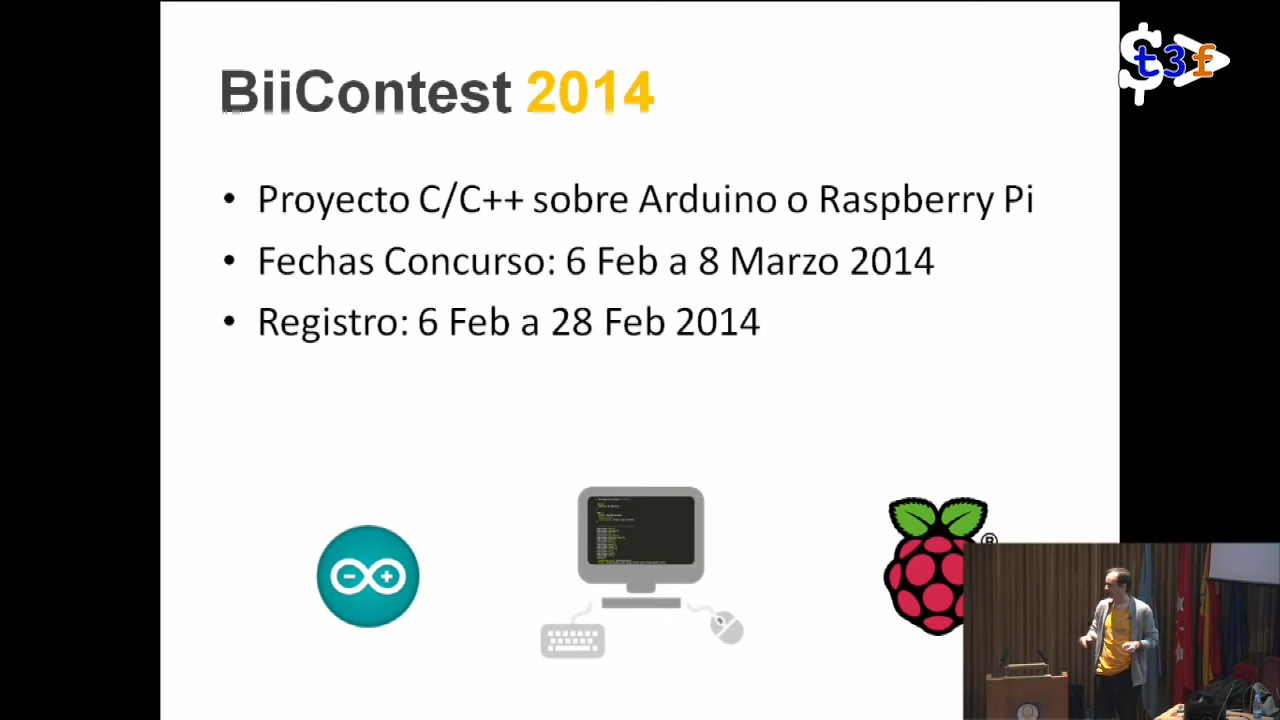 BiiContest 2014
$t3f
• Proyecto C/C++ sobre Arduino o Raspberry Pi
• Fechas Concurso: 6 Feb a 8 Marzo 2014
• Registro: 6 Feb a 28 Feb 2014
®